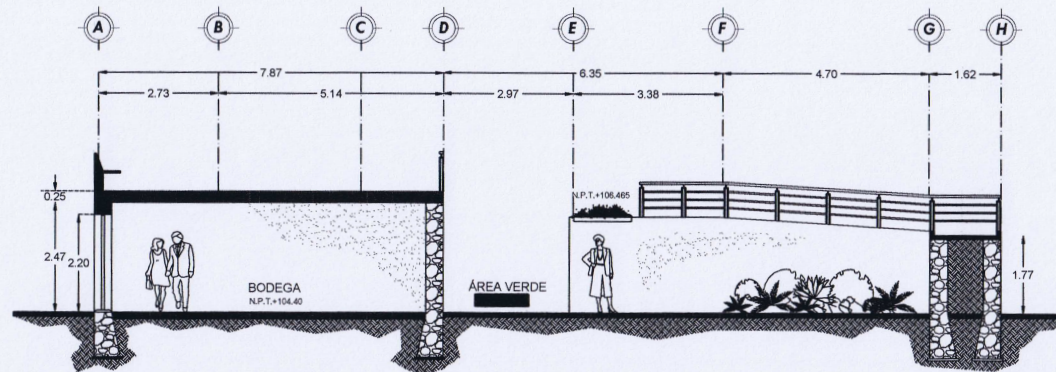 A B C D E F G H
7.87 6.35 4.70 1.62
2.73 5.14 2.97 3.38
0.25
N.P.T.+106.465
2.47
2.20
1.77
BODEGA
N.P.T.+104.40
ÁREA VERDE